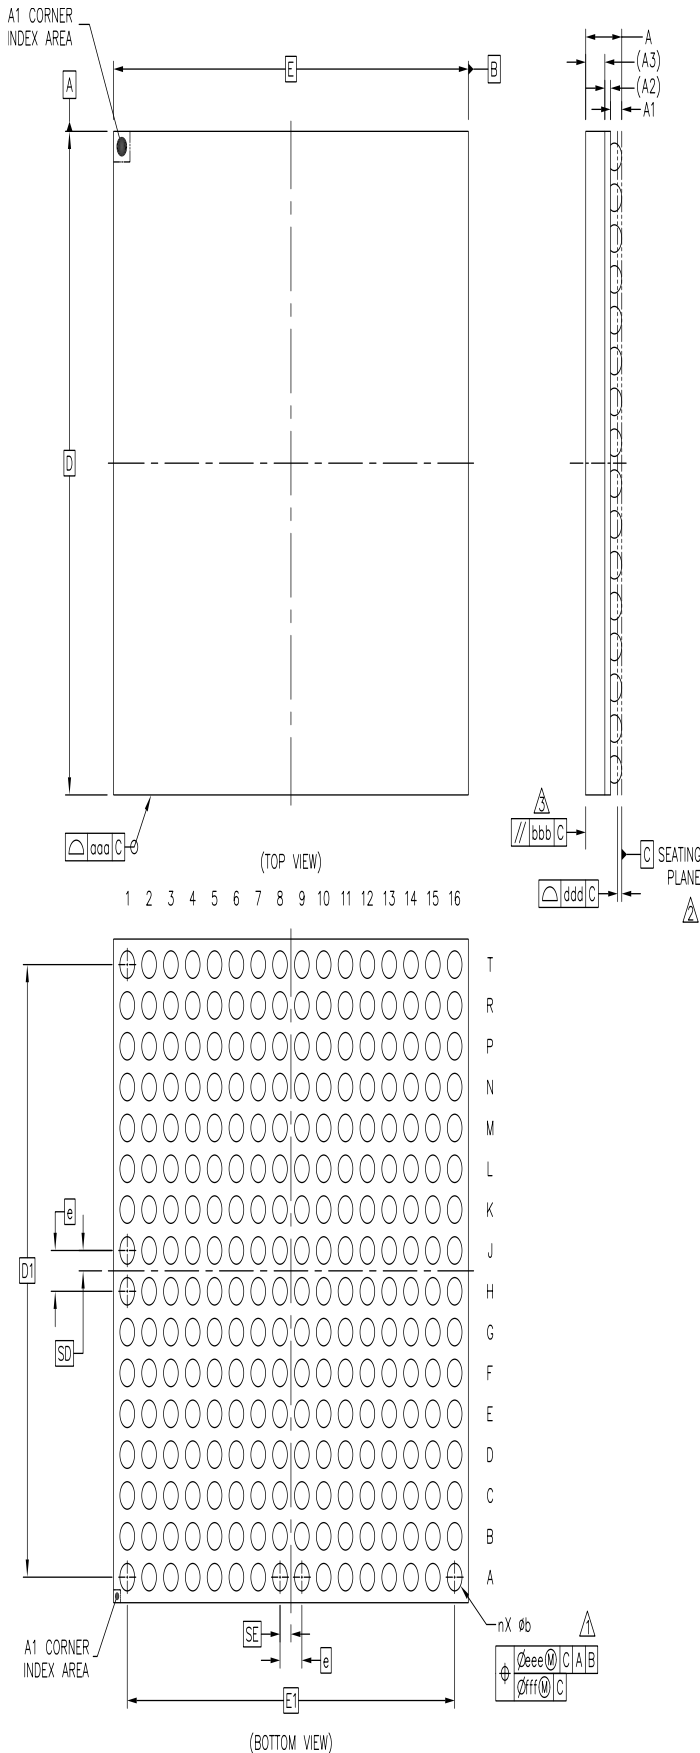 A1 CORNER
INDEX AREA
A
E
B
A
(A3)
(A2)
A1
D
aaa C
(TOP VIEW)
3
// bbb C
C SEATING
PLANE
ddd C
2
1 2 3 4 5 6 7 8 9 10 11 12 13 14 15 16
T
R
P
N
M
L
K
J
H
G
F
E
D
C
B
A
e
D1
SD
A1 CORNER
INDEX AREA
SE
e
E1
nX øb
1
Øeee Ⓜ C A B
Øfff Ⓜ C
(BOTTOM VIEW)